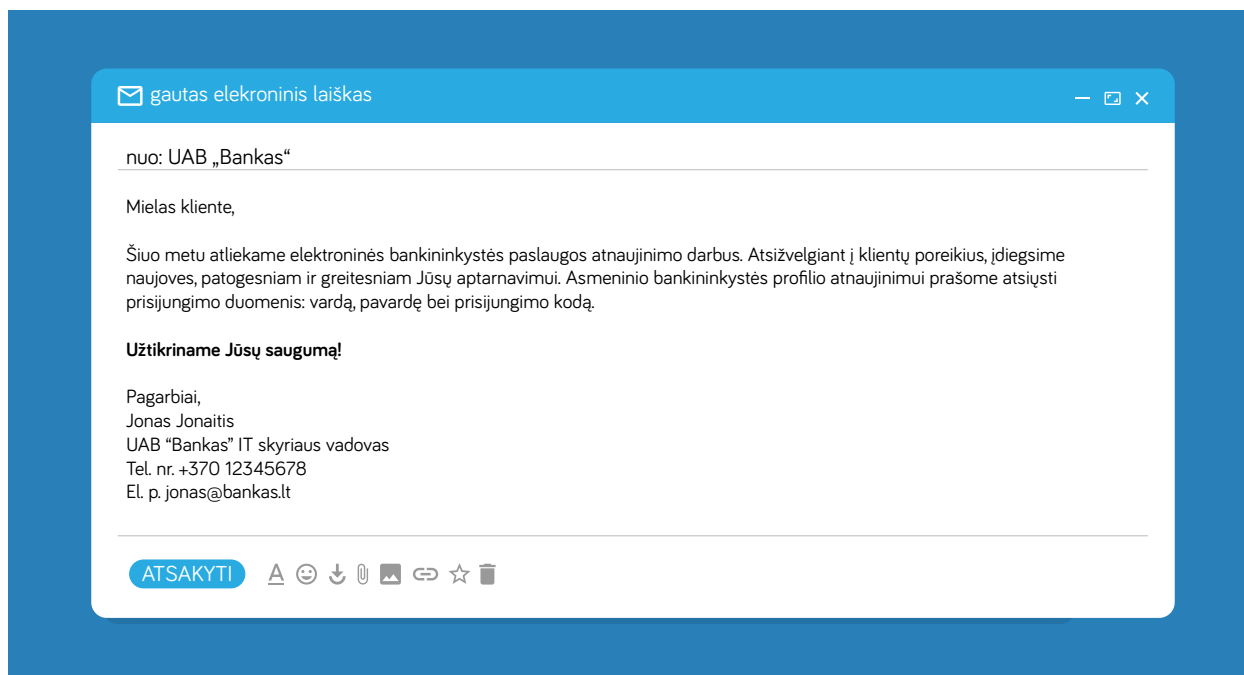 gautas elekroninis laiškas
nuo: UAB „Bankas“
Mielas kliente,
Šiuo metu atliekame elektroninės bankininkystės paslaugos atnaujinimo darbus. Atsižvelgiant į klientų poreikius, įdiegsime
naujoves, patogesniam ir greitesniam Jūsų aptarnavimui. Asmeninio bankininkystės profilio atnaujinimui prašome atsiųsti
prisijungimo duomenis: vardą, pavardę bei prisijungimo kodą.
Užtikriname Jūsų saugumą!
Pagarbiai,
Jonas Jonaitis
UAB “Bankas” IT skyriaus vadovas
Tel. nr. +370 12345678
El. p. jonas@bankas.lt
ATSAKYTI A